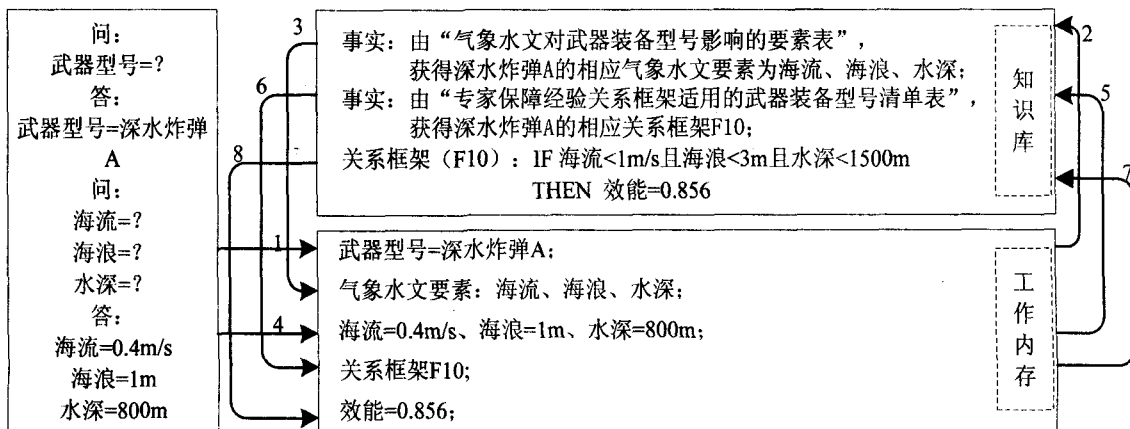 问：
武器型号=？
答：
武器型号=深水炸弹
A
问：
海流=？
海浪=？
水深=？
答：
海流=0.4m/s
海浪=1m
水深=800m
3
6
8
1
4
事实：由“气象水文对武器装备型号影响的要素表”，
获得深水炸弹A的相应气象水文要素为海流、海浪、水深；
事实：由“专家保障经验关系框架适用的武器装备型号清单表”，
获得深水炸弹A的相应关系框架F10；
关系框架（F10）：IF 海流<1m/s且海浪<3m且水深<1500m
THEN 效能=0.856
知识库
2
5
7
武器型号=深水炸弹A；
气象水文要素：海流、海浪、水深；
海流=0.4m/s、海浪=1m、水深=800m；
关系框架F10；
效能=0.856；
工作内存